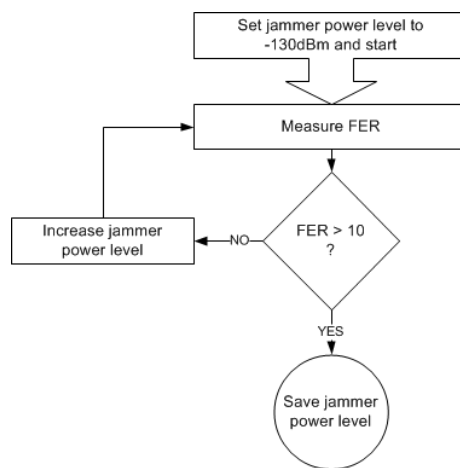 Set jammer power level to
-130dBm and start
Measure FER
FER > 10
?
NO
Increase jammer
power level
YES
Save jammer
power level